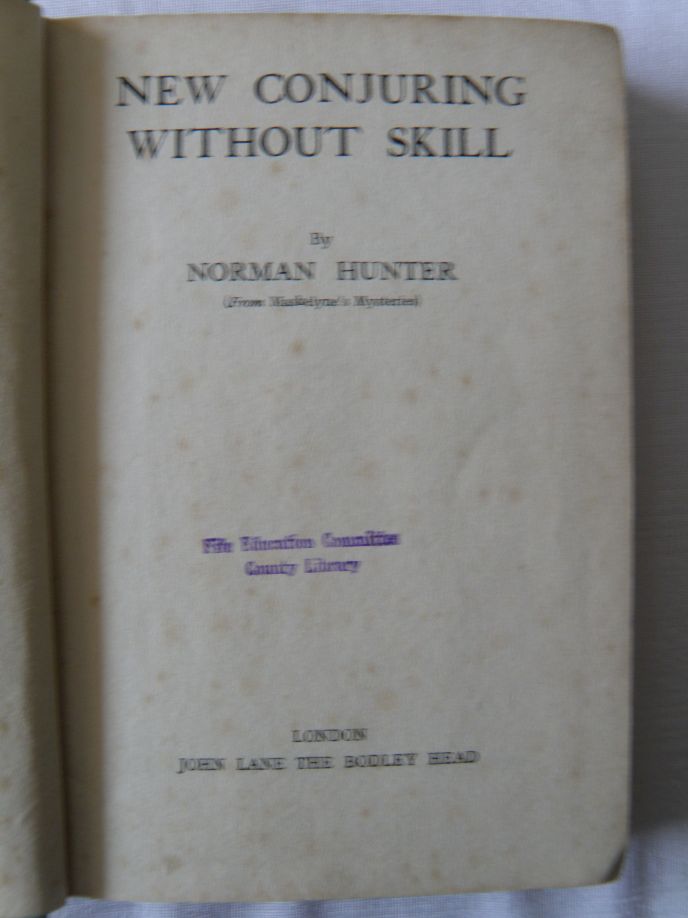 NEW CONJURING
WITHOUT SKILL
By
NORMAN HUNTER
(From Maskelyne's Mysteries)
Fife Education Committee
County Library
LONDON
JOHN LANE THE BODLEY HEAD